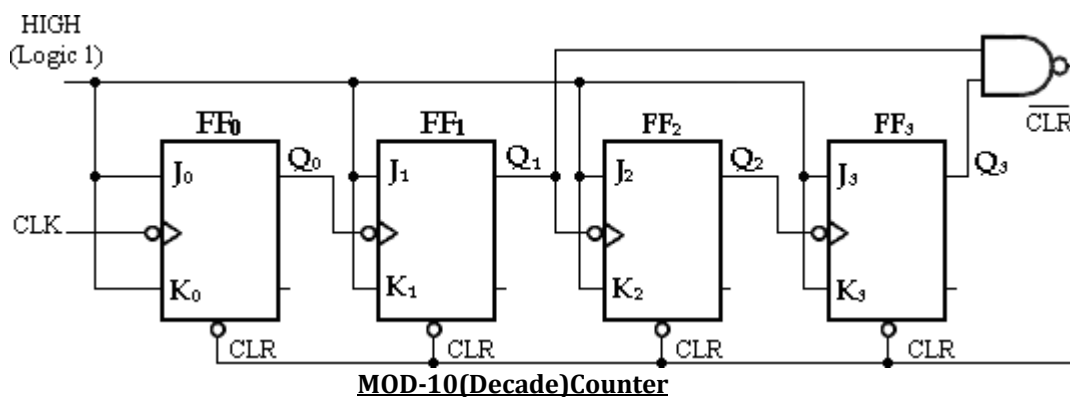 HIGH
(Logic 1)
FF₀ FF₁ FF₂ FF₃
CLR
Q₀ Q₁ Q₂ Q₃
J₀ J₁ J₂ J₃
CLK
K₀ K₁ K₂ K₃
CLR CLR CLR CLR
MOD-10(Decade)Counter